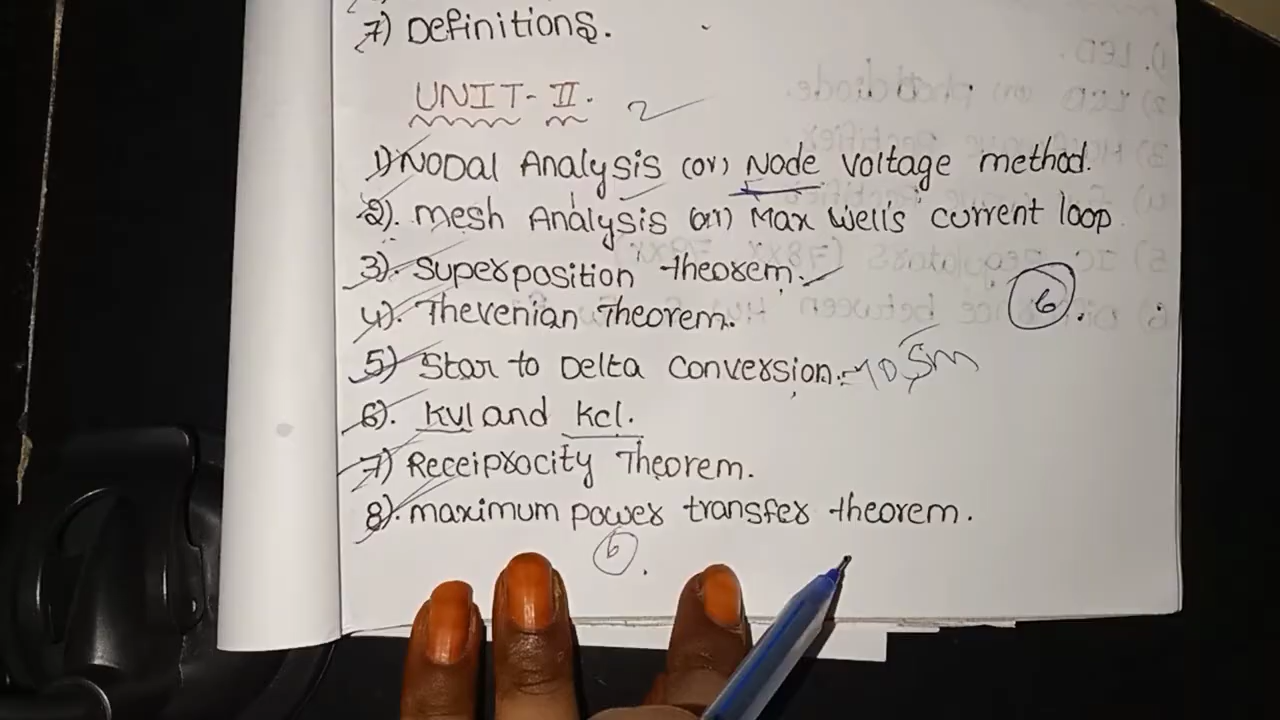 7) Definitions.
UNIT-II. 2
1) Nodal Analysis (or) Node Voltage method.
2). Mesh Analysis (or) Max Well's current loop
3). Superposition theorem.
4). Thevenian Theorem.
5) Star to Delta Conversion. 5m
6). kvl and kcl.
7) Receiprocity Theorem.
8). maximum power transfer theorem.
6.
6.